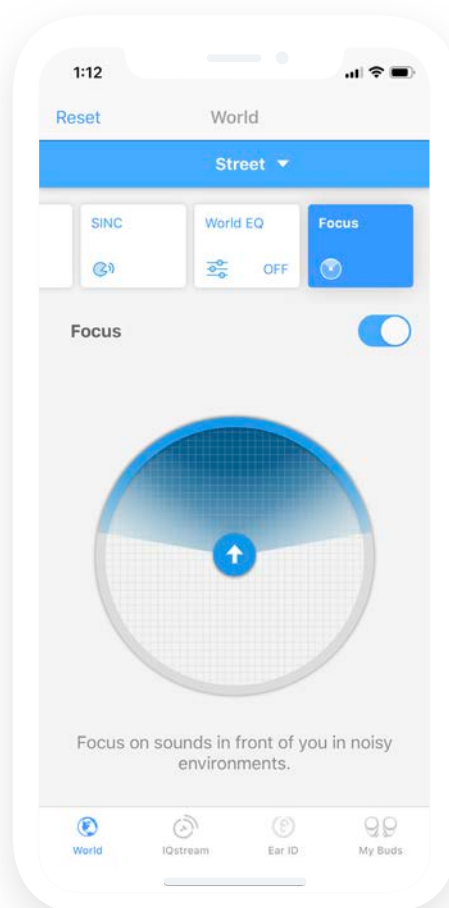 1:12
Reset World
Street
SINC World EQ Focus
OFF
Focus
Focus on sounds in front of you in noisy
environments.
World IQstream Ear ID My Buds